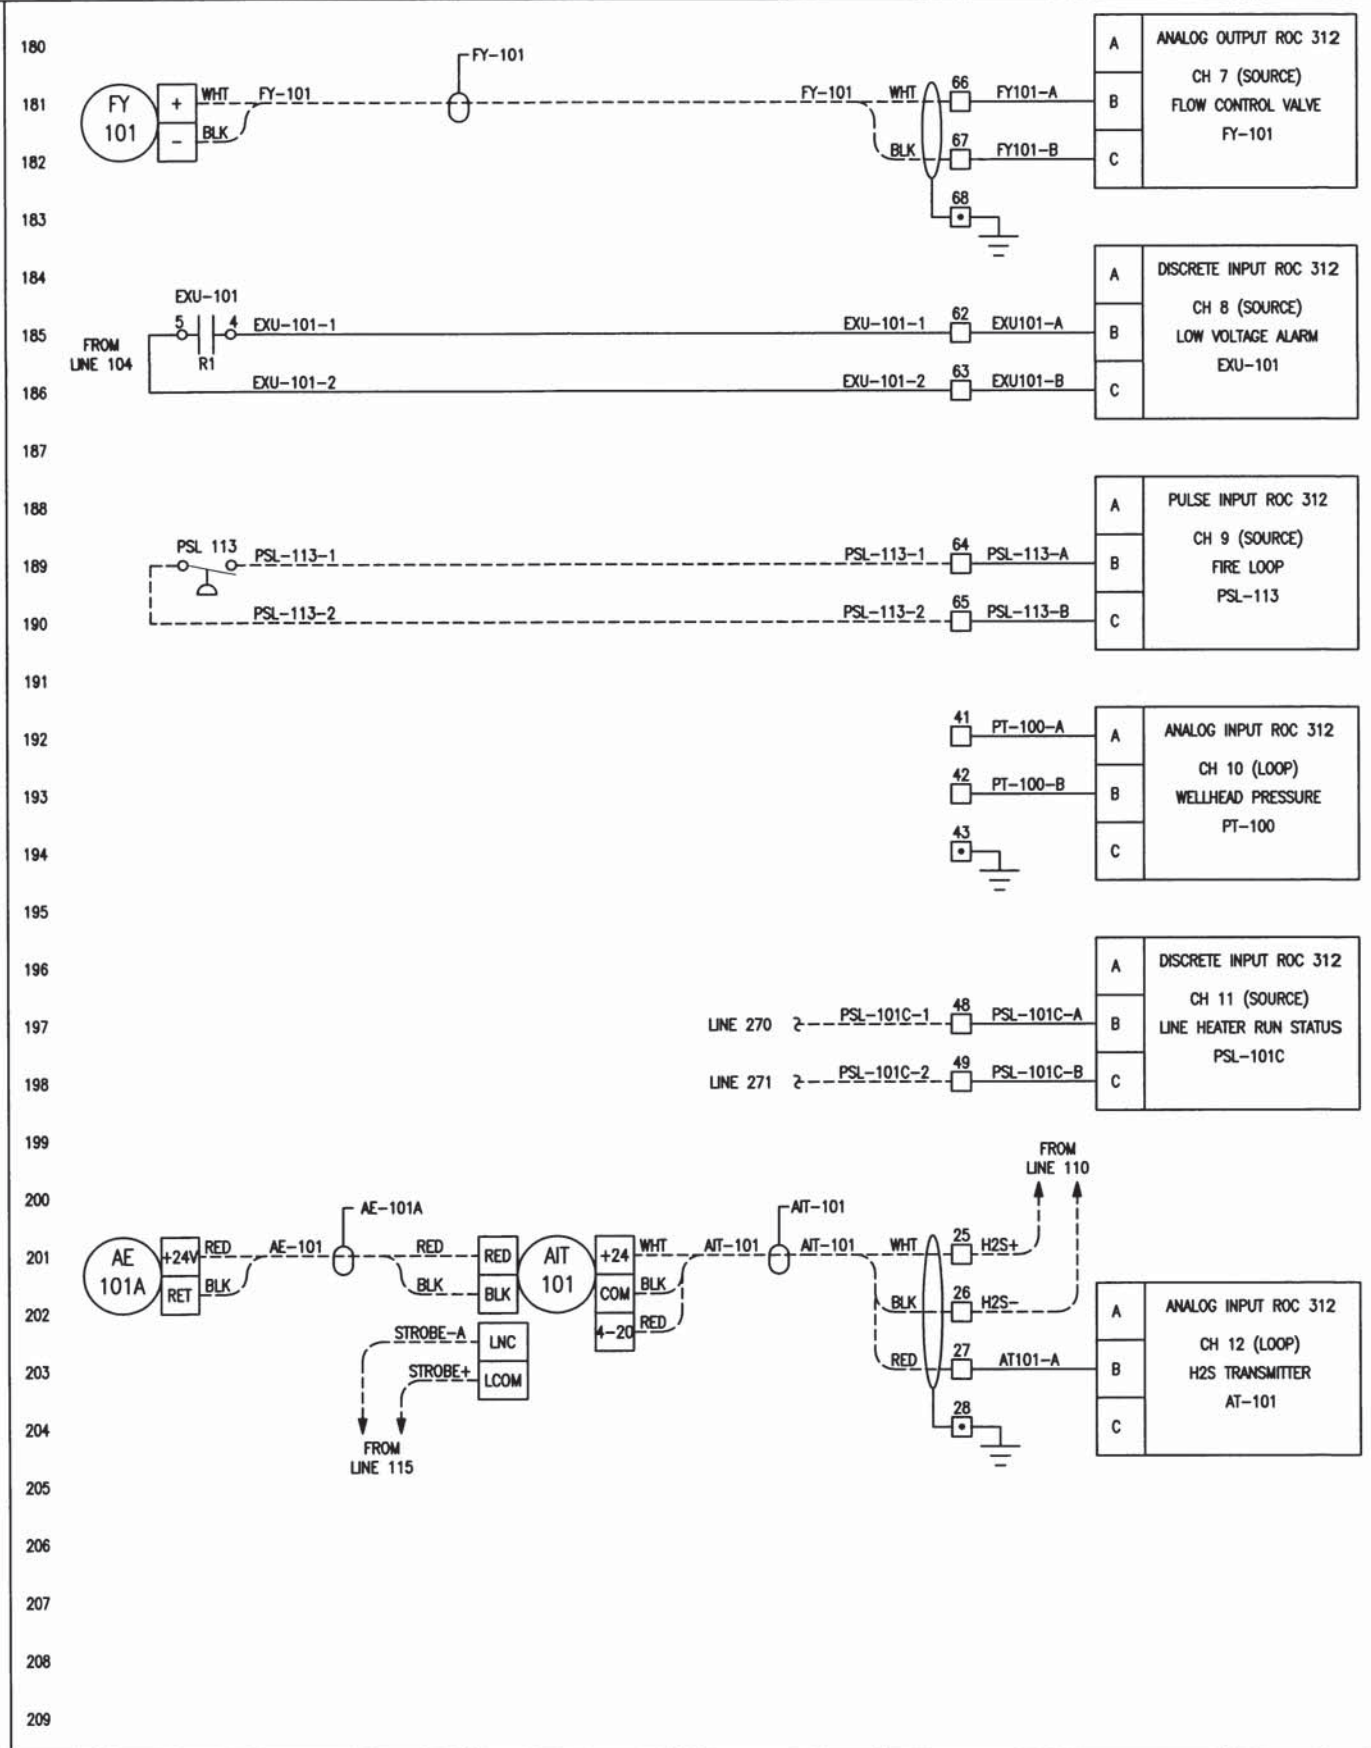 180
A
ANALOG OUTPUT ROC 312
FY-101
CH 7 (SOURCE)
181
FY
101
+
WHT
FY-101
FY-101
WHT
66
FY101-A
B
FLOW CONTROL VALVE
-
BLK
FY-101
182
BLK
67
FY101-B
C
183
68
184
A
DISCRETE INPUT ROC 312
EXU-101
CH 8 (SOURCE)
185
FROM
LINE 104
5
4
R1
EXU-101-1
EXU-101-1
62
EXU101-A
B
LOW VOLTAGE ALARM
EXU-101
186
EXU-101-2
EXU-101-2
63
EXU101-B
C
187
188
A
PULSE INPUT ROC 312
CH 9 (SOURCE)
189
PSL 113
PSL-113-1
PSL-113-1
64
PSL-113-A
B
FIRE LOOP
PSL-113
190
PSL-113-2
PSL-113-2
65
PSL-113-B
C
191
192
41
PT-100-A
A
ANALOG INPUT ROC 312
CH 10 (LOOP)
193
42
PT-100-B
B
WELLHEAD PRESSURE
PT-100
194
43
C
195
196
A
DISCRETE INPUT ROC 312
CH 11 (SOURCE)
197
LINE 270
PSL-101C-1
48
PSL-101C-A
B
LINE HEATER RUN STATUS
PSL-101C
198
LINE 271
PSL-101C-2
49
PSL-101C-B
C
199
FROM
LINE 110
200
AE-101A
AIT-101
201
AE
101A
+24V
RED
AE-101
RED
RED
AIT
101
+24
WHT
AIT-101
AIT-101
WHT
25
H2S+
RET
BLK
BLK
BLK
COM
BLK
202
BLK
26
H2S-
A
ANALOG INPUT ROC 312
4-20
RED
STROBE-A
LNC
CH 12 (LOOP)
203
STROBE+
LCOM
RED
27
AT101-A
B
H2S TRANSMITTER
AT-101
204
28
C
FROM
LINE 115
205
206
207
208
209